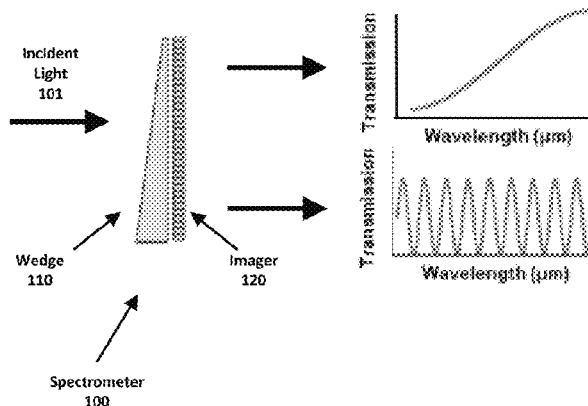 Incident
Light
101
Transmission
Wavelength (μm)
Transmission
Wavelength (μm)
Wedge
110
Imager
120
Spectrometer
100